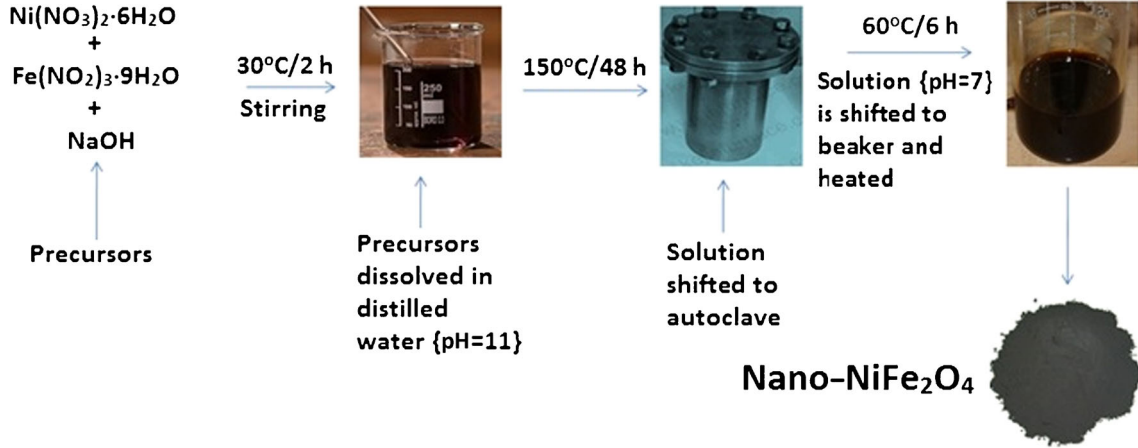 Ni(NO₃)₂·6H₂O
+
Fe(NO₂)₃·9H₂O
+
NaOH
Precursors
30°C/2 h
Stirring
250
Precursors
dissolved in
distilled
water {pH=11}
150°C/48 h
Solution
shifted to
autoclave
60°C/6 h
Solution {pH=7}
is shifted to
beaker and
heated
Nano-NiFe₂O₄